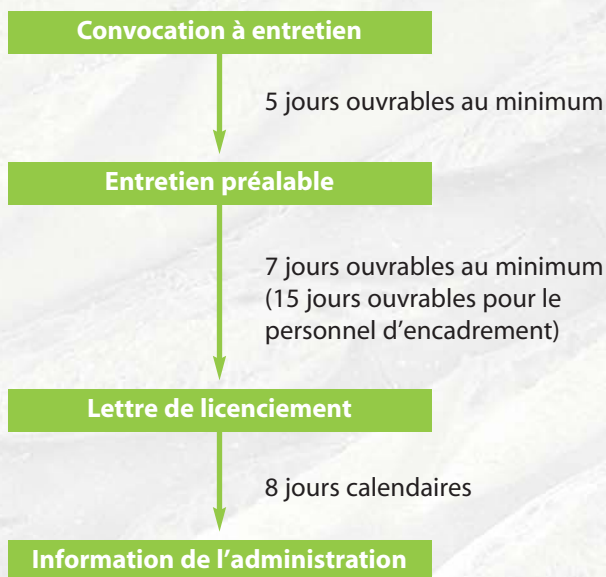 Convocation à entretien
5 jours ouvrables au minimum
Entretien préalable
7 jours ouvrables au minimum
(15 jours ouvrables pour le
personnel d’encadrement)
Lettre de licenciement
8 jours calendaires
Information de l’administration